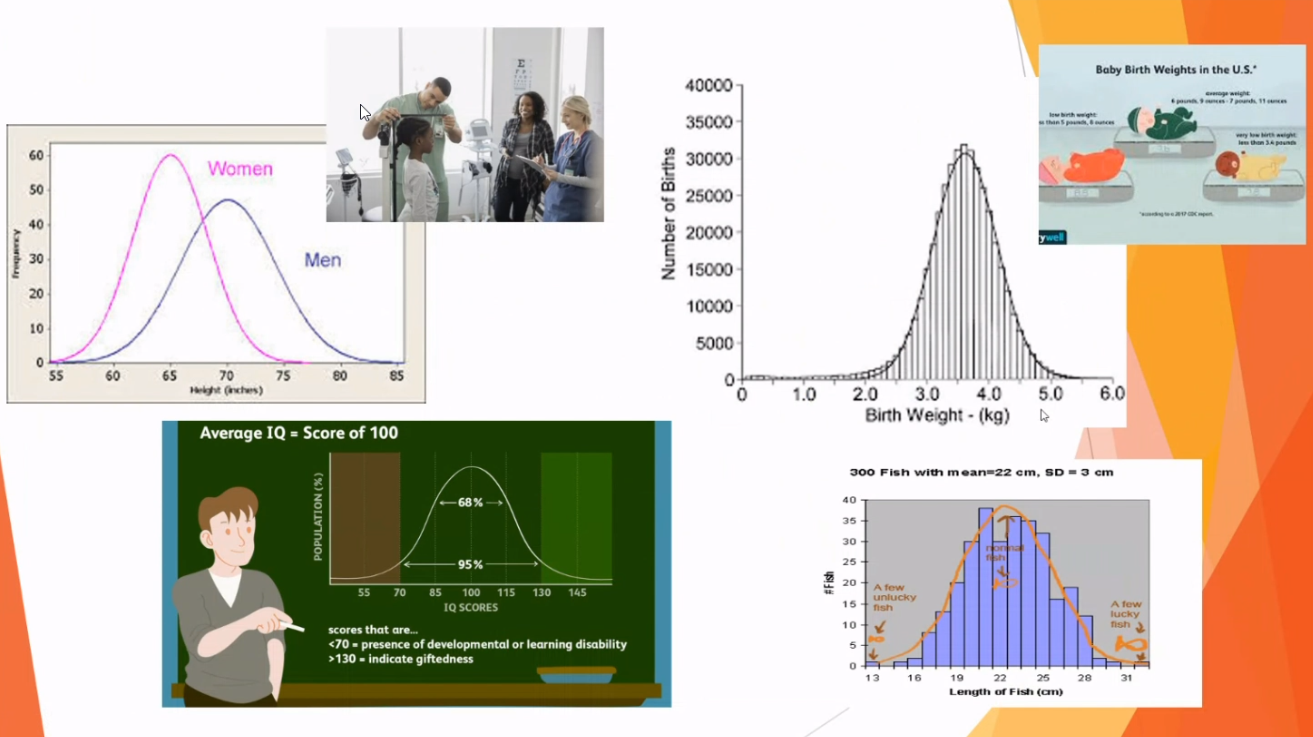 60
50
40
30
20
10
0
Frequency
Women
Men
55 60 65 70 75 80 85
Height (inches)
E
40000
35000
30000
25000
20000
15000
10000
5000
0
Number of Births
0 1.0 2.0 3.0 4.0 5.0 6.0
Birth Weight - (kg)
Baby Birth Weights in the U.S.*
average weight:
6 pounds, 9 ounces - 7 pounds, 11 ounces
low birth weight:
than 5 pounds, 8 ounces
very low birth weight:
less than 3.4 pounds
*according to a 2017 CDC report.
ywell
Average IQ = Score of 100
POPULATION (%)
68%
95%
55 70 85 100 115 130 145
IQ SCORES
scores that are...
<70 = presence of developmental or learning disability
>130 = indicate giftedness
300 Fish with mean=22 cm, SD = 3 cm
40
35
30
25
20
15
10
5
0
#Fish
normal
fish
A few
unlucky
fish
A few
lucky
fish
13 16 19 22 25 28 31
Length of Fish (cm)